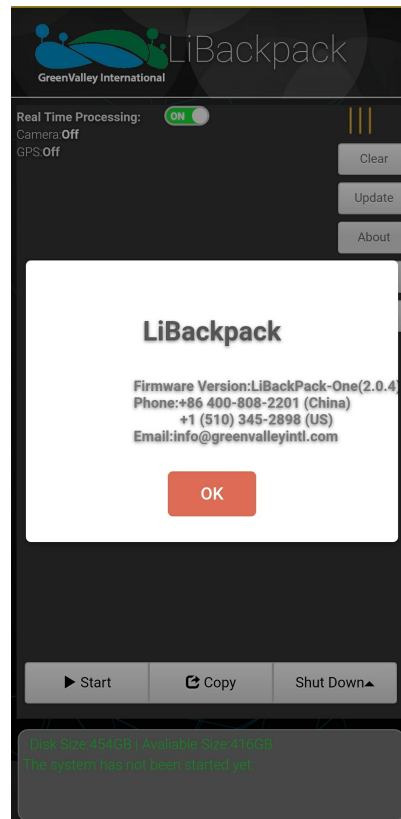 LiBackpack
GreenValley International
Real Time Processing: ON
Camera:Off
GPS:Off
Clear
Update
About
LiBackpack
Firmware Version:LiBackPack-One(2.0.4)
Phone:+86 400-808-2201 (China)
+1 (510) 345-2898 (US)
Email:info@greenvalleyintl.com
OK
Start
Copy
Shut Down
Disk Size:454GB | Avaliable Size:416GB
The system has not been started yet